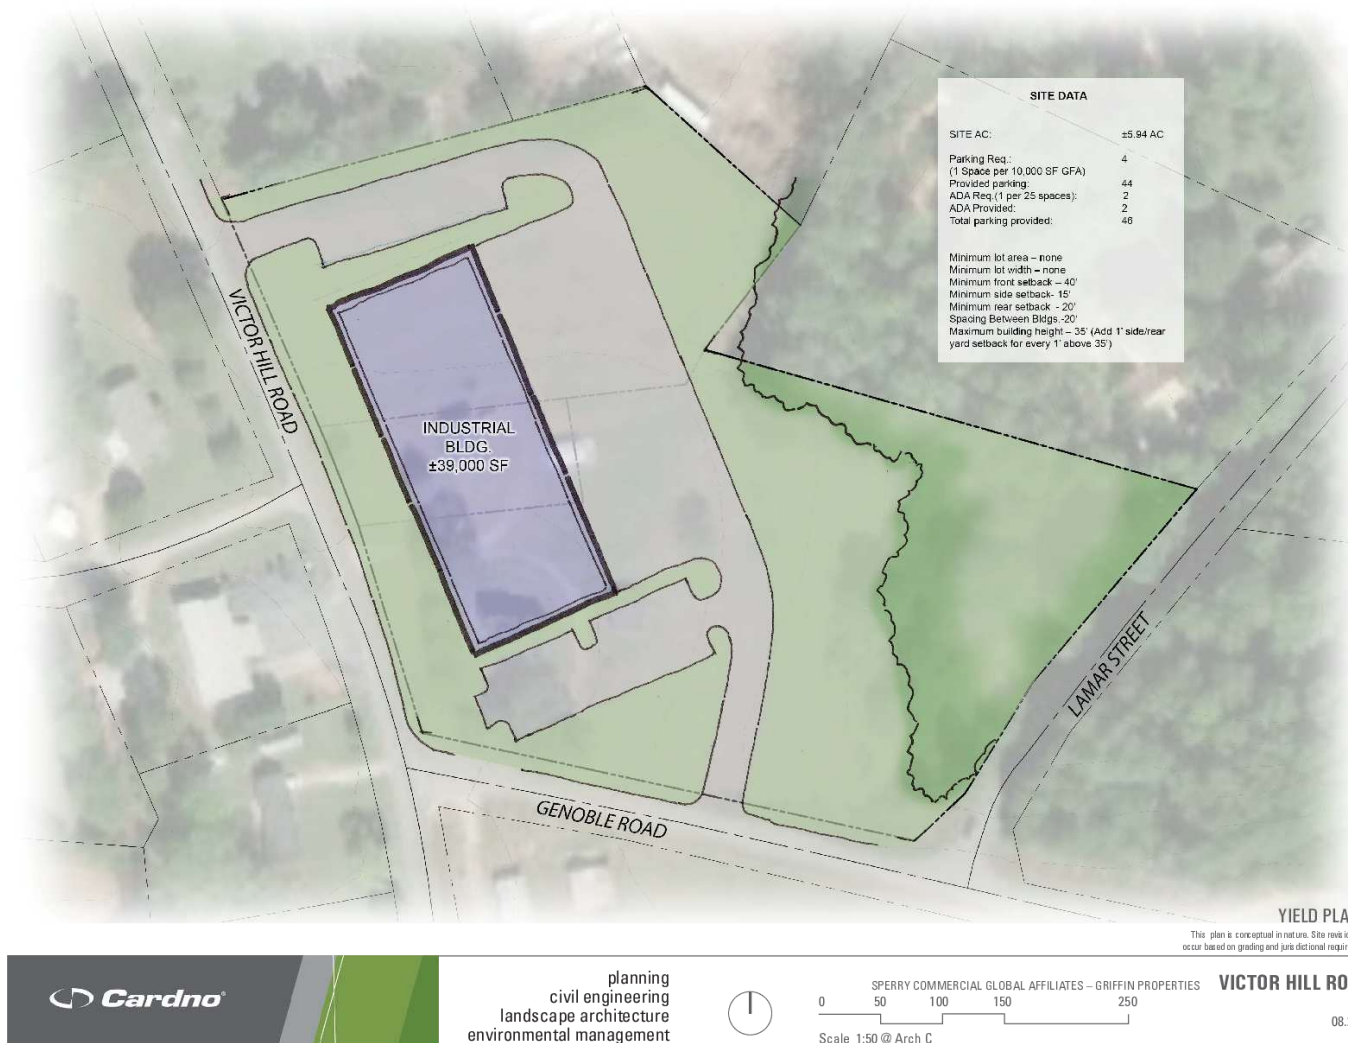 SITE DATA
SITE AC: ±5.94 AC
Parking Req.: 4
(1 Space per 10,000 SF GFA)
Provided parking: 44
ADA Req.(1 per 25 spaces): 2
ADA Provided: 2
Total parking provided: 46
Minimum lot area – none
Minimum lot width – none
Minimum front setback – 40'
Minimum side setback- 15'
Minimum rear setback - 20'
Spacing Between Bldgs.-20'
Maximum building height – 35' (Add 1' side/rear
yard setback for every 1' above 35')
VICTOR HILL ROAD
INDUSTRIAL
BLDG.
±39,000 SF
LAMAR STREET
GENOBLE ROAD
YIELD PLA
This plan is conceptual in nature. Site revis
occur based on grading and jurisdictional requir
Cardno®
planning
civil engineering
landscape architecture
environmental management
SPERRY COMMERCIAL GLOBAL AFFILIATES – GRIFFIN PROPERTIES
VICTOR HILL RO
0 50 100 150 250
Scale 1:50 @ Arch C
08.